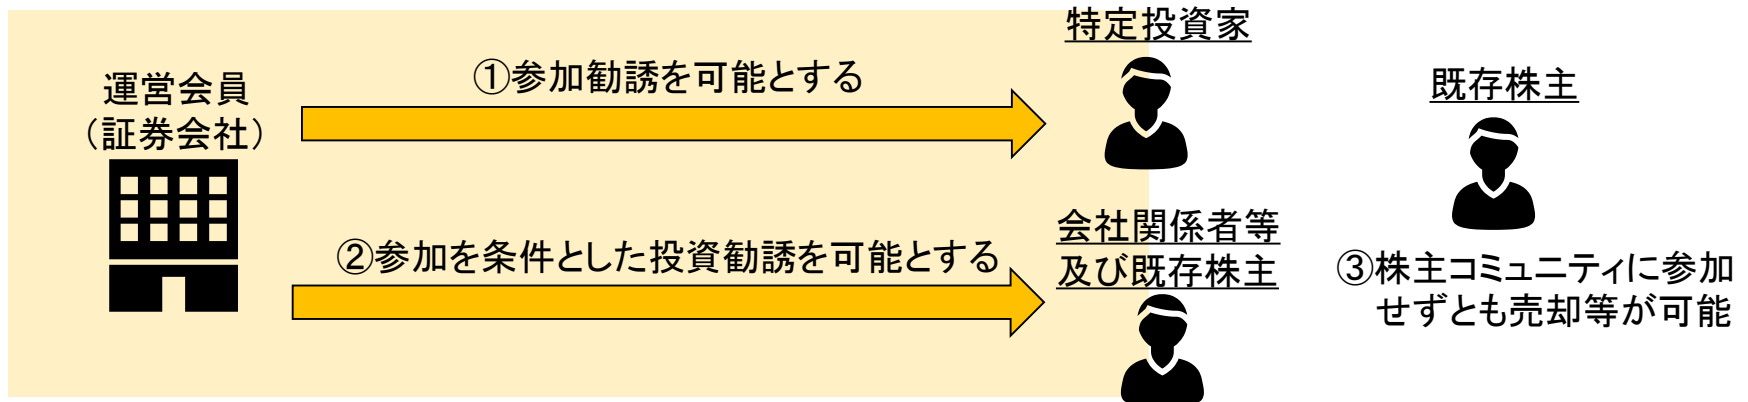 運営会員
（証券会社）
①参加勧誘を可能とする
特定投資家
②参加を条件とした投資勧誘を可能とする
会社関係者等
及び既存株主
既存株主
③株主コミュニティに参加
せずとも売却等が可能